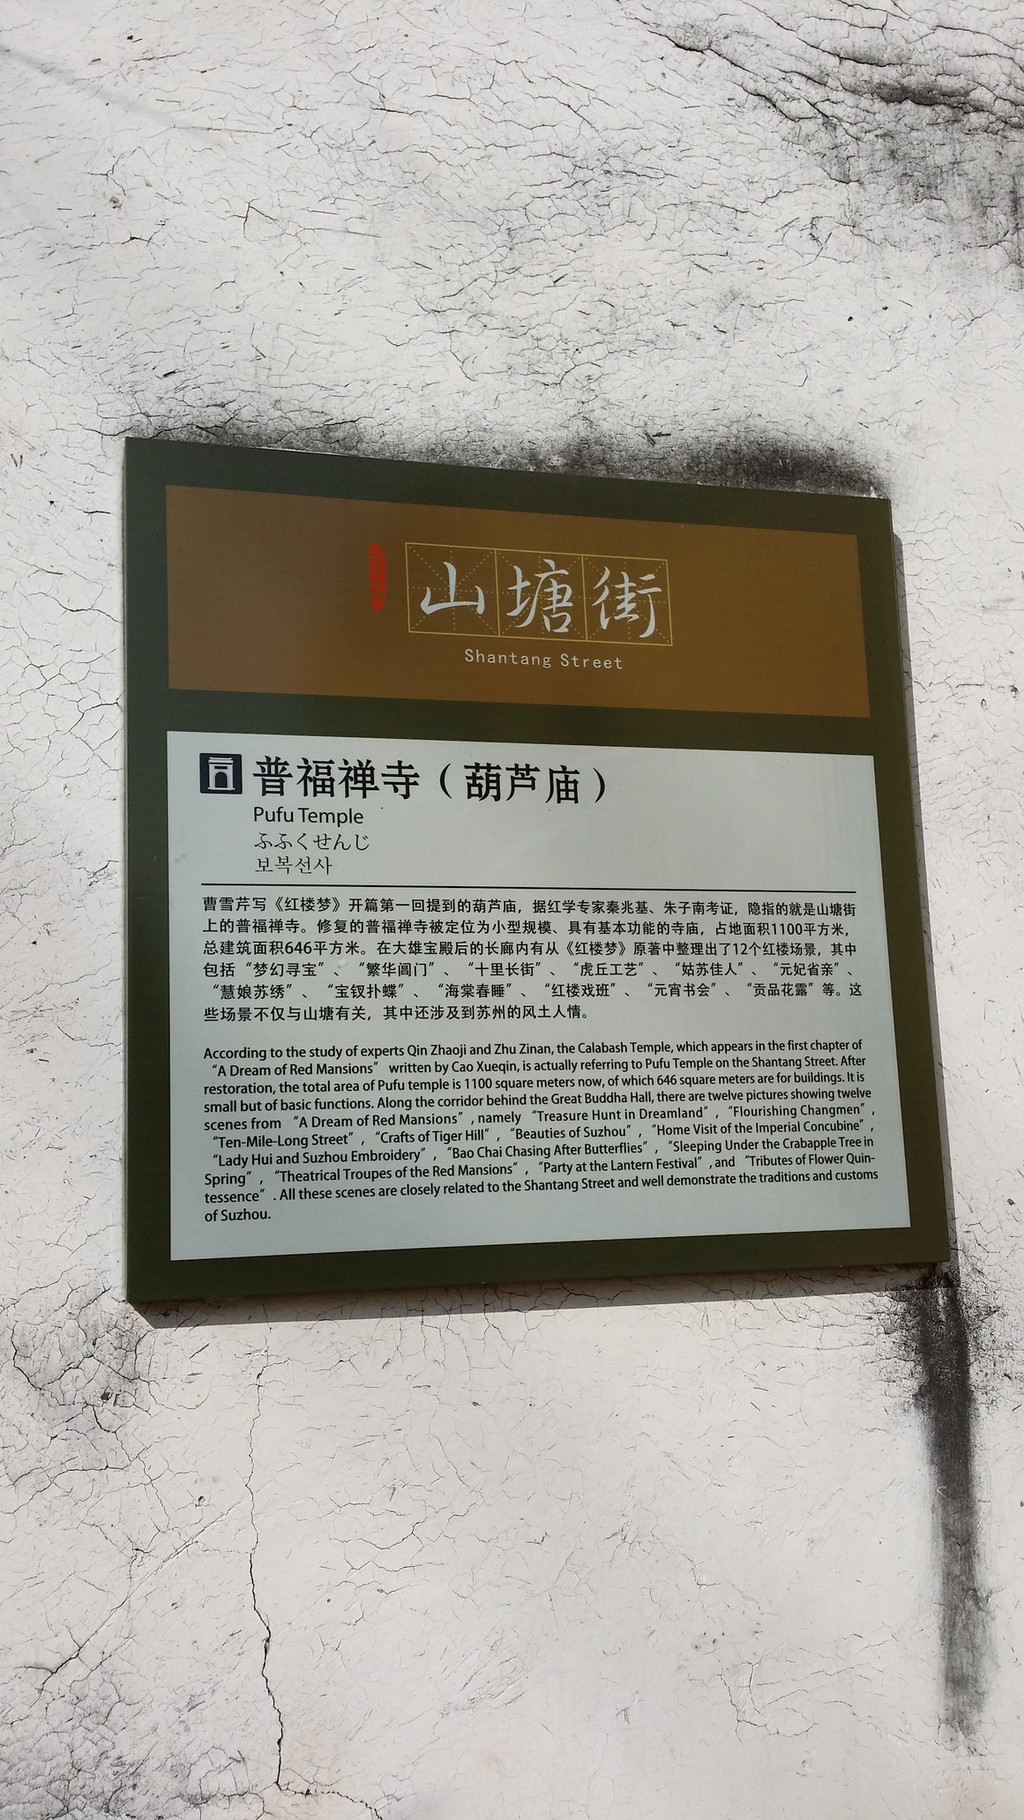 山塘街
Shantang Street
普福禅寺（葫芦庙）
Pufu Temple
ふふくせんじ
보복선사
曹雪芹写《红楼梦》开篇第一回提到的葫芦庙，据红学专家秦兆基、朱子南考证，隐指的就是山塘街
上的普福禅寺。修复的普福禅寺被定位为小型规模、具有基本功能的寺庙，占地面积1100平方米，
总建筑面积646平方米。在大雄宝殿后的长廊内有从《红楼梦》原著中整理出了12个红楼场景，其中
包括“梦幻寻宝”、“繁华阊门”、“十里长街”、“虎丘工艺”、“姑苏佳人”、“元妃省亲”、
“慧娘苏绣”、“宝钗扑蝶”、“海棠春睡”、“红楼戏班”、“元宵书会”、“贡品花露”等。这
些场景不仅与山塘有关，其中还涉及到苏州的风土人情。
According to the study of experts Qin Zhaoji and Zhu Zinan, the Calabash Temple, which appears in the first chapter of
“A Dream of Red Mansions” written by Cao Xueqin, is actually referring to Pufu Temple on the Shantang Street. After
restoration, the total area of Pufu temple is 1100 square meters now, of which 646 square meters are for buildings. It is
small but of basic functions. Along the corridor behind the Great Buddha Hall, there are twelve pictures showing twelve
scenes from “A Dream of Red Mansions”, namely “Treasure Hunt in Dreamland”, “Flourishing Changmen”,
“Ten-Mile-Long Street”, “Crafts of Tiger Hill”, “Beauties of Suzhou”, “Home Visit of the Imperial Concubine”,
“Lady Hui and Suzhou Embroidery”, “Bao Chai Chasing After Butterflies”, “Sleeping Under the Crabapple Tree in
Spring”, “Theatrical Troupes of the Red Mansions”, “Party at the Lantern Festival”, and “Tributes of Flower Quin-
tessence”. All these scenes are closely related to the Shantang Street and well demonstrate the traditions and customs
of Suzhou.